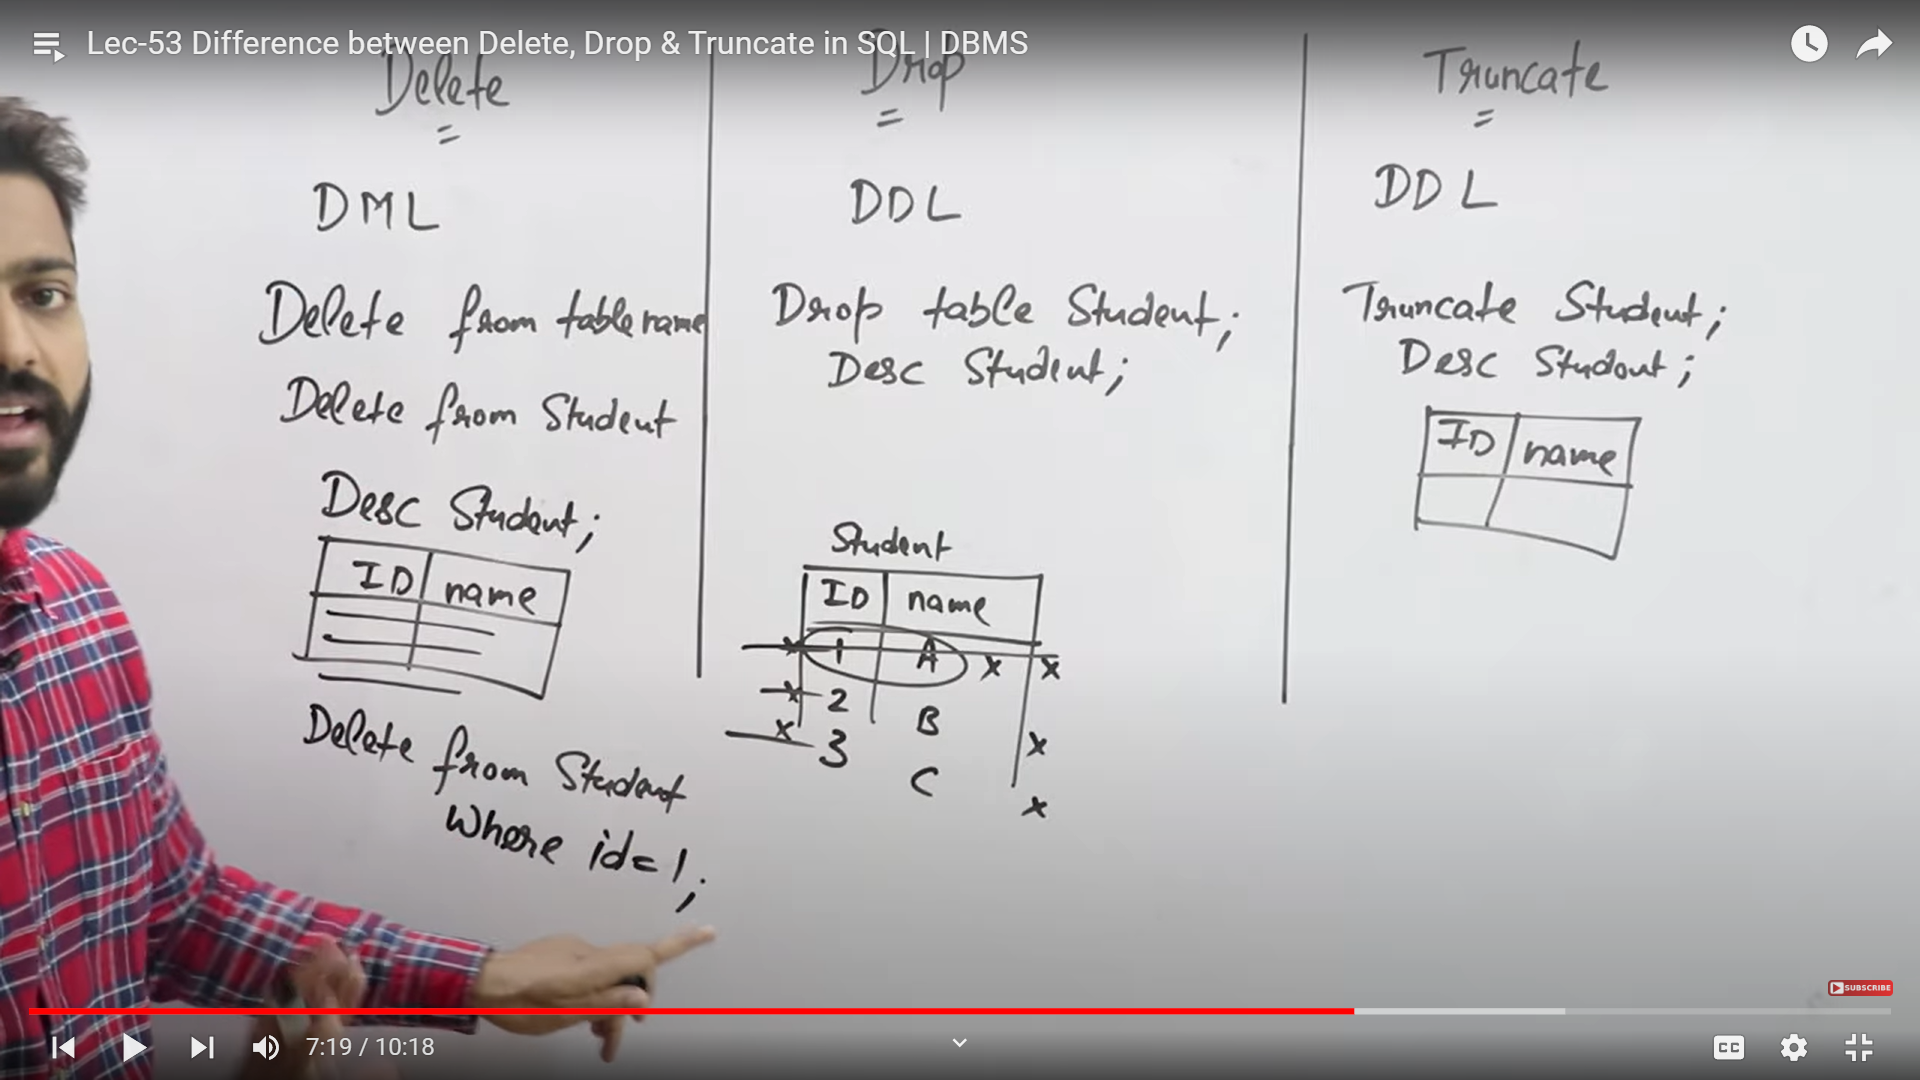 Lec-53 Difference between Delete, Drop & Truncate in SQL | DBMS
Delete
=
DML
Delete from tablename
Delete from Student
Desc Student;
ID name
Delete from Student
Where id=1;
Drop
=
DDL
Drop table Student;
Desc Student;
Student
ID name
x 1 A x x
x 2 B x
x 3 C x
Truncate
=
DDL
Truncate Student;
Desc Student;
ID name
SUBSCRIBE
7:19 / 10:18
CC